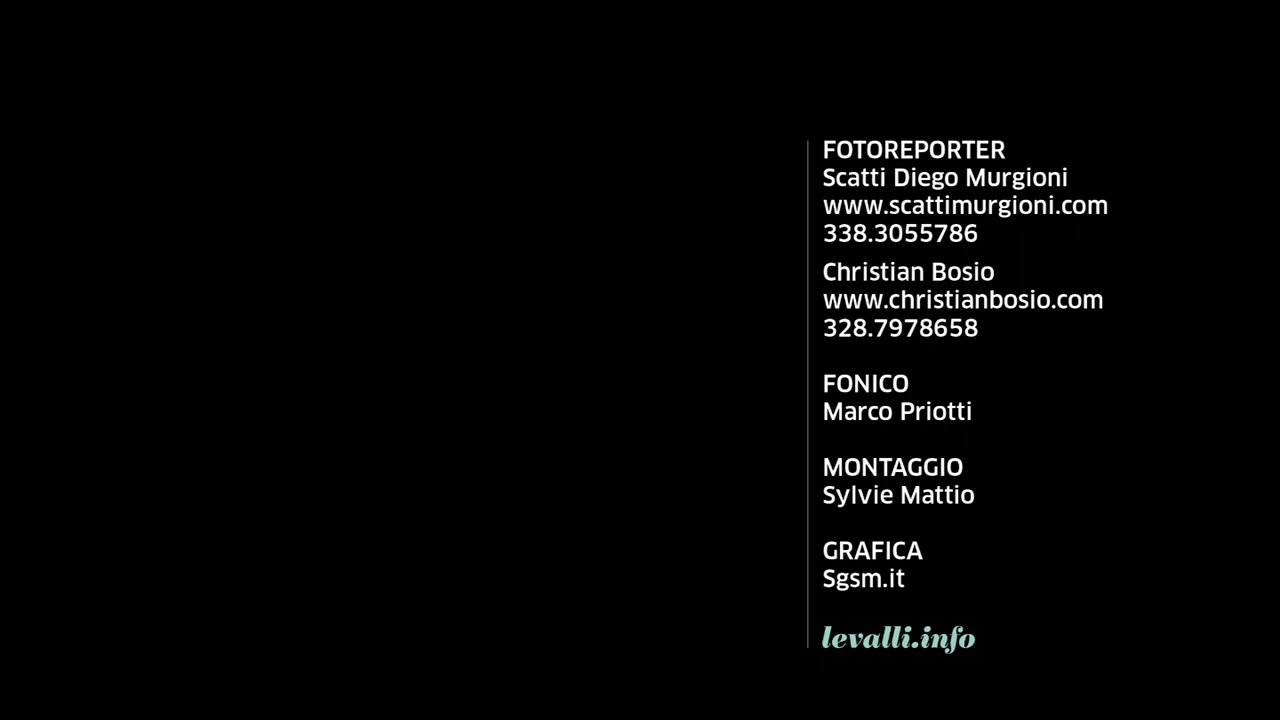 FOTOREPORTER
Scatti Diego Murgioni
www.scattimurgioni.com
338.3055786
Christian Bosio
www.christianbosio.com
328.7978658
FONICO
Marco Priotti
MONTAGGIO
Sylvie Mattio
GRAFICA
Sgsm.it
levalli.info